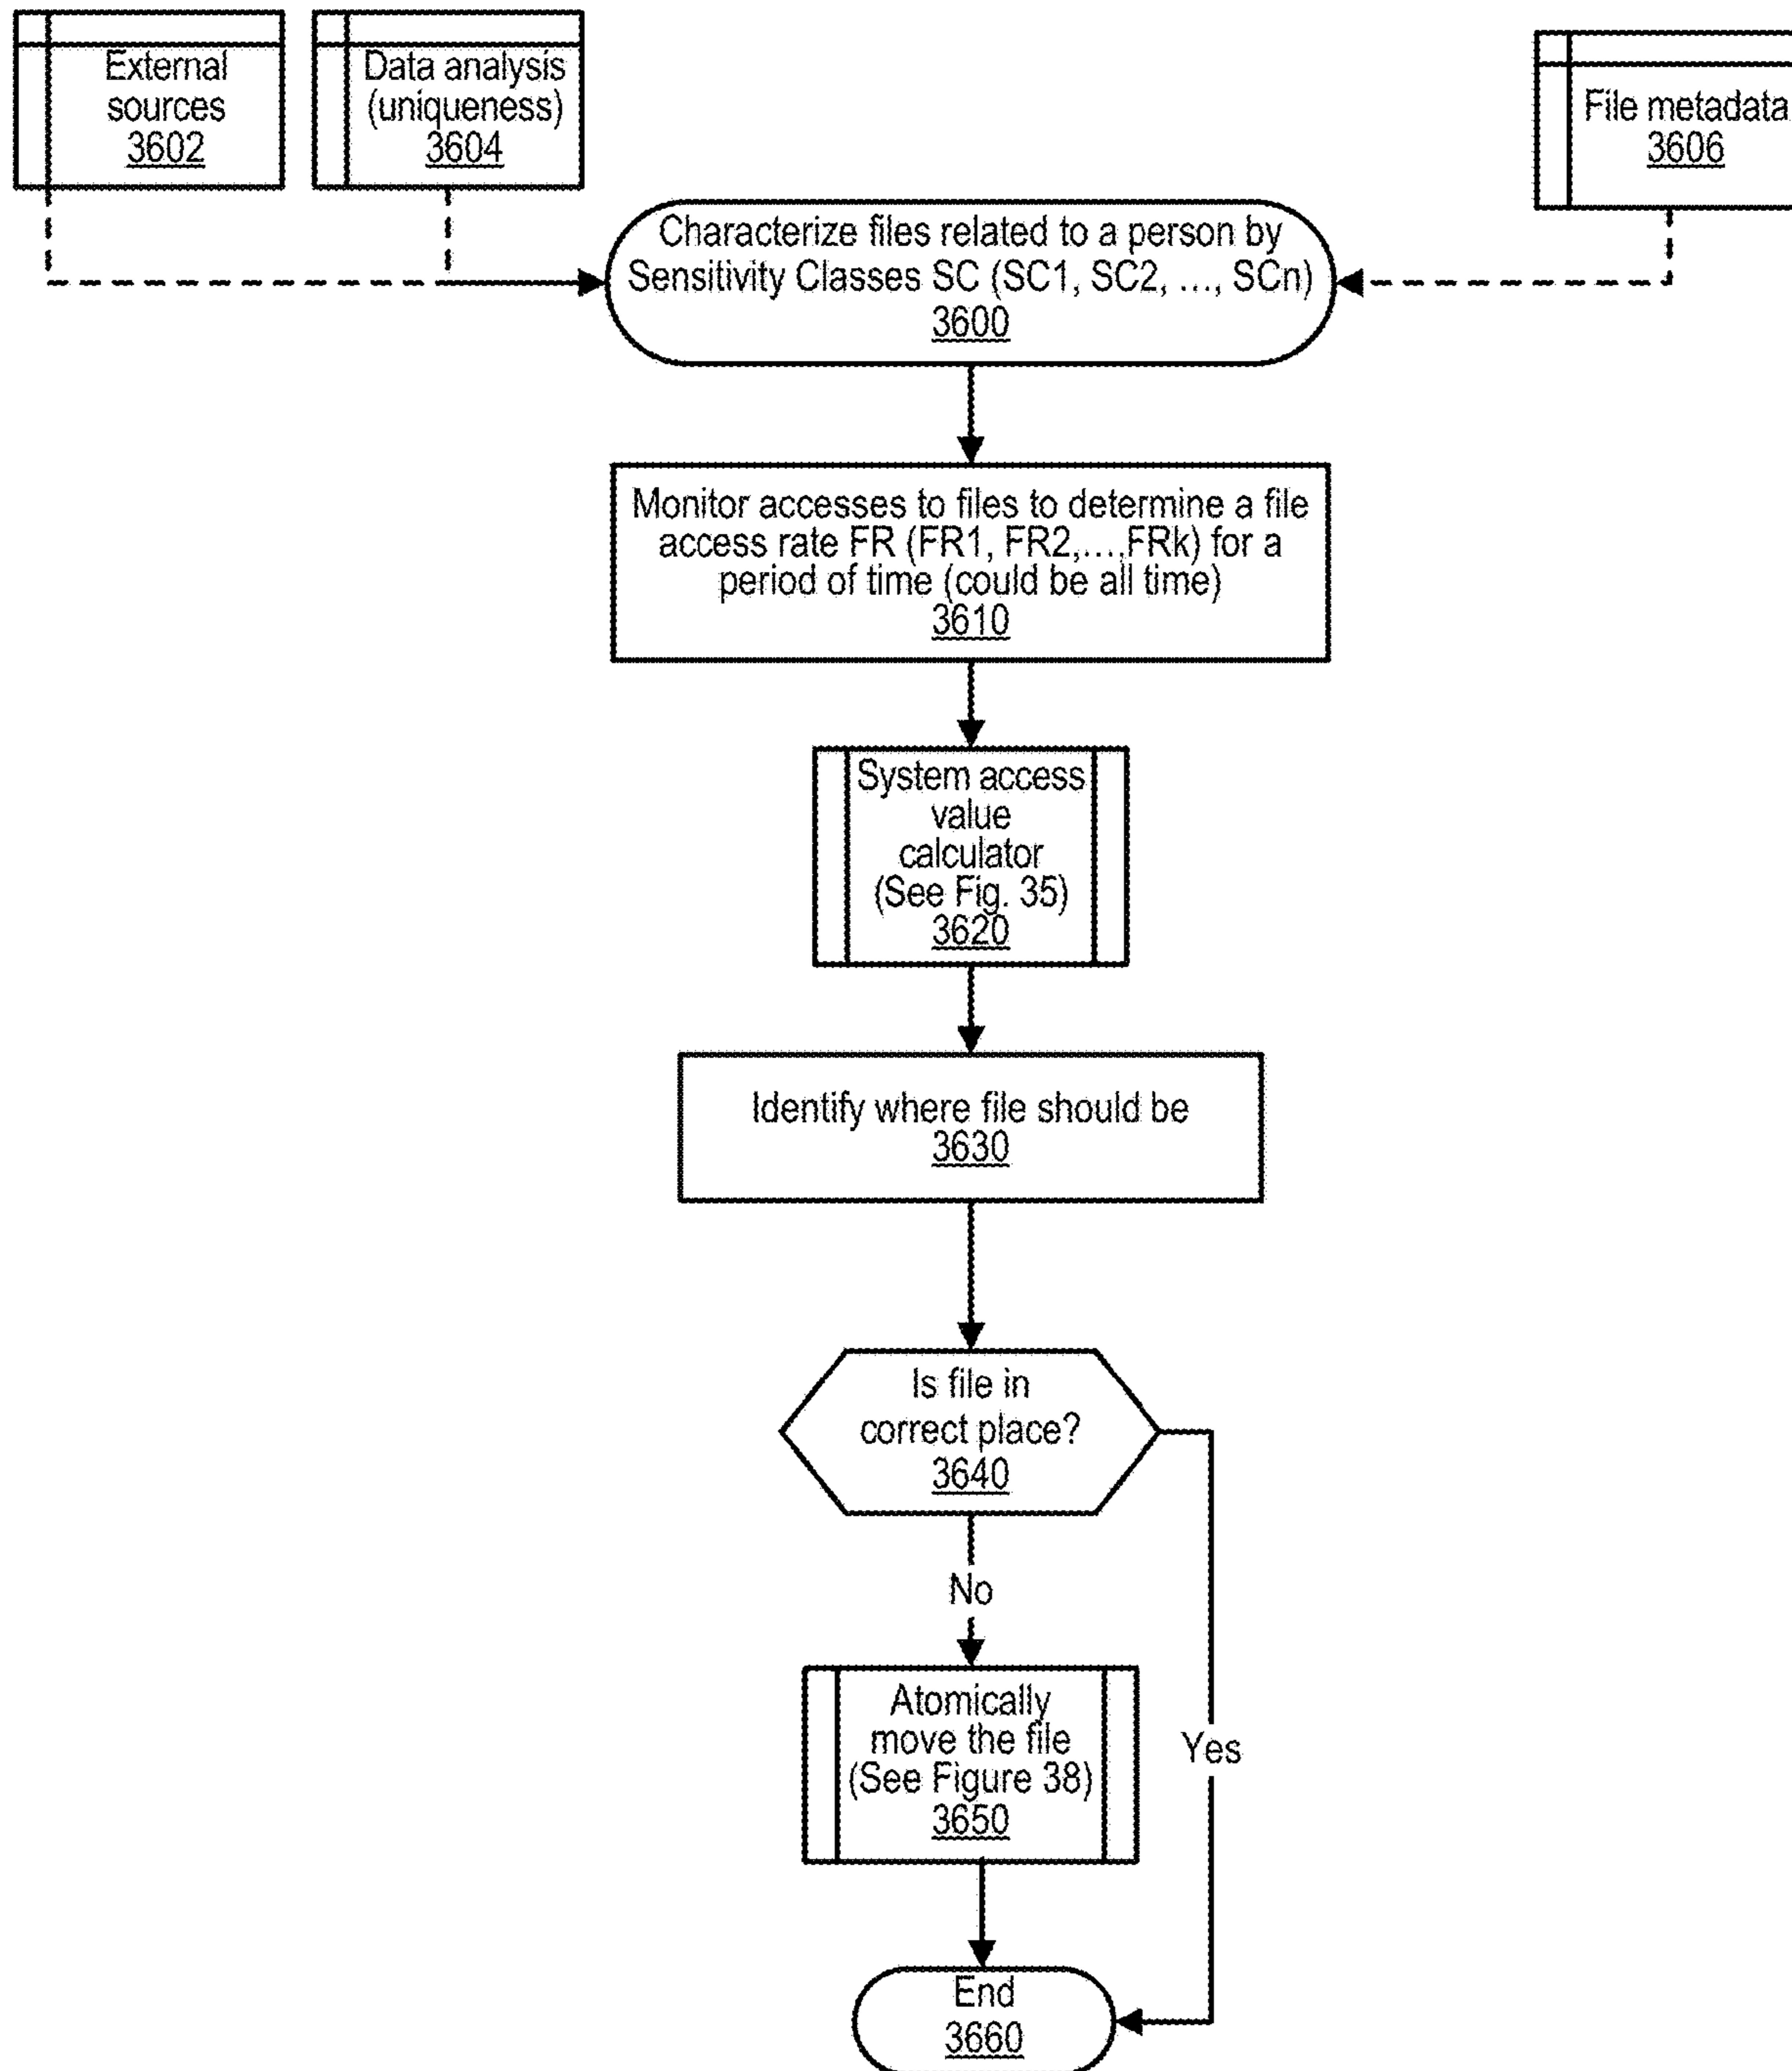 External
sources
3602
Data analysis
(uniqueness)
3604
File metadata
3606
Characterize files related to a person by
Sensitivity Classes SC (SC1, SC2, ..., SCn)
3600
Monitor accesses to files to determine a file
access rate FR (FR1, FR2,....FRk) for a
period of time (could be all time)
3610
System access
value
calculator
(See Fig. 35)
3620
Identify where file should be
3630
Is file in
correct place?
3640
No
Atomically
move the file
(See Figure 38)
3650
Yes
End
3660